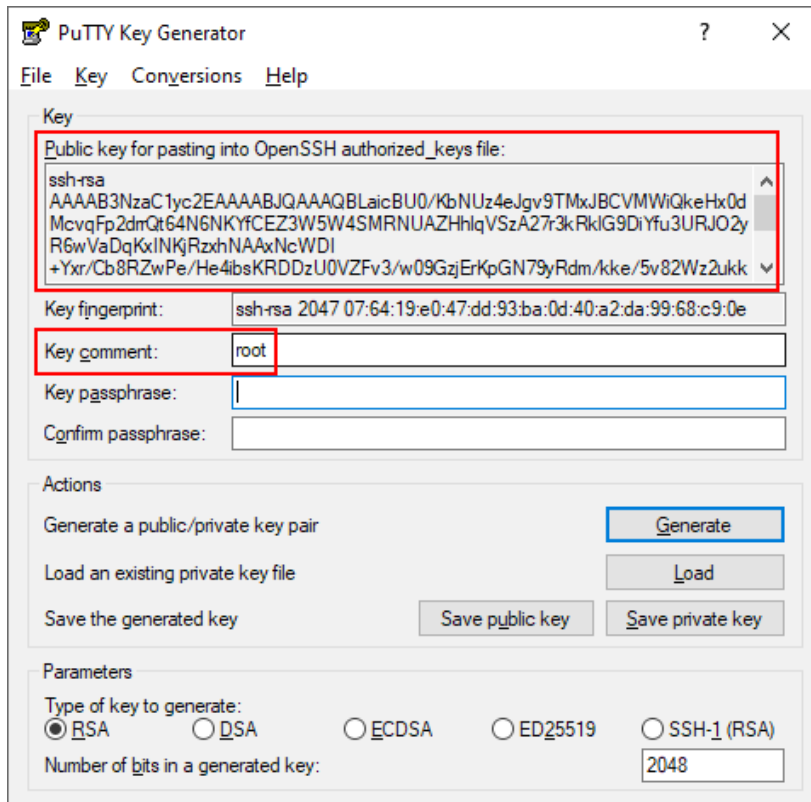 PuTTY Key Generator
?
File Key Conversions Help
Key
Public key for pasting into OpenSSH authorized_keys file:
ssh-rsa
AAAAB3NzaC1yc2EAAAABJQAAAQBLaicBU0/KbNUz4eJgv9TMxJBCVMWiQkeHx0d
McvqFp2drrQt64N6NKYfCEZ3W5W4SMRNUAZHhlqVSzA27r3kRklG9DiYfu3URJO2y
R6wVaDqKxINKjRzxhNAAxNcWDI
+Yxr/Cb8RZwPe/He4ibsKRDDzU0VZFv3/w09GzjErKpGN79yRdm/kke/5v82Wz2ukk
Key fingerprint: ssh-rsa 2047 07:64:19:e0:47:dd:93:ba:0d:40:a2:da:99:68:c9:0e
Key comment: root
Key passphrase:
Confirm passphrase:
Actions
Generate a public/private key pair Generate
Load an existing private key file Load
Save the generated key Save public key Save private key
Parameters
Type of key to generate:
RSA DSA ECDSA ED25519 SSH-1 (RSA)
Number of bits in a generated key: 2048